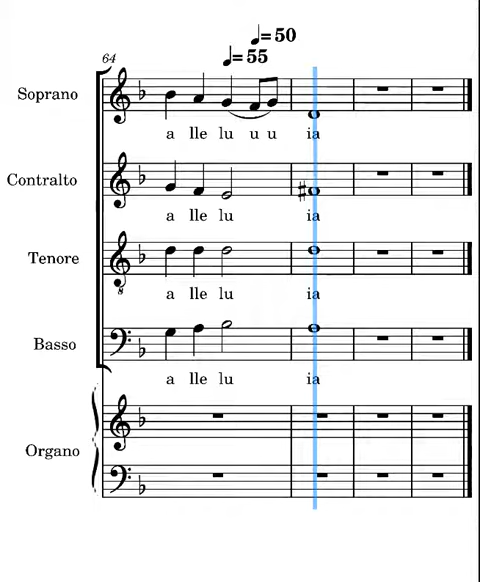 ♩= 50
♩= 55
64
Soprano
a lle lu u u ia
Contralto
a lle lu ia
Tenore
8
a lle lu ia
Basso
a lle lu ia
Organo